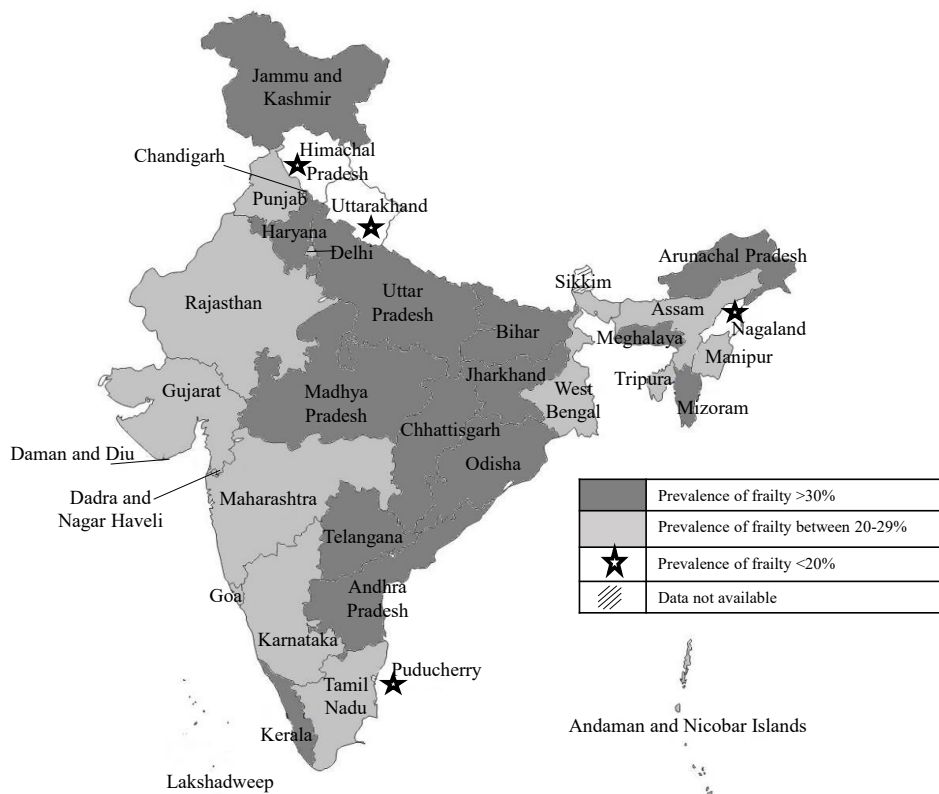 Jammu and
Kashmir
Himachal
Pradesh
Chandigarh
Punjab
Uttarakhand
Haryana
Delhi
Arunachal Pradesh
Sikkim
Rajasthan
Uttar
Pradesh
Assam
Nagaland
Bihar
Meghalaya
Manipur
Jharkhand
Tripura
Gujarat
Madhya
Pradesh
West
Bengal
Mizoram
Chhattisgarh
Daman and Diu
Odisha
Dadra and
Nagar Haveli
Maharashtra
Prevalence of frailty >30%
Prevalence of frailty between 20-29%
Prevalence of frailty <20%
Data not available
Telangana
Goa
Andhra
Pradesh
Karnataka
Puducherry
Tamil
Nadu
Kerala
Andaman and Nicobar Islands
Lakshadweep